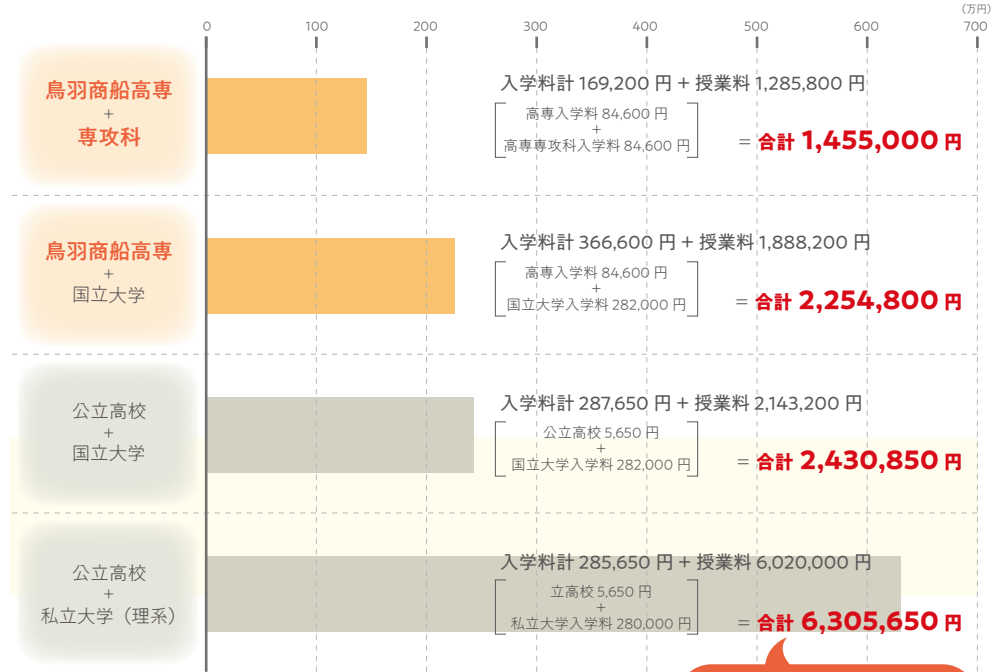 （万円）
0 100 200 300 400 500 600 700
鳥羽商船高専
+
専攻科
入学料計 169,200 円 + 授業料 1,285,800 円
高専入学料 84,600 円
+
高専専攻科入学料 84,600 円
= 合計 1,455,000 円
鳥羽商船高専
+
国立大学
入学料計 366,600 円 + 授業料 1,888,200 円
高専入学料 84,600 円
+
国立大学入学料 282,000 円
= 合計 2,254,800 円
公立高校
+
国立大学
入学料計 287,650 円 + 授業料 2,143,200 円
公立高校 5,650 円
+
国立大学入学料 282,000 円
= 合計 2,430,850 円
公立高校
+
私立大学（理系）
入学料計 285,650 円 + 授業料 6,020,000 円
立高校 5,650 円
+
私立大学入学料 280,000 円
= 合計 6,305,650 円